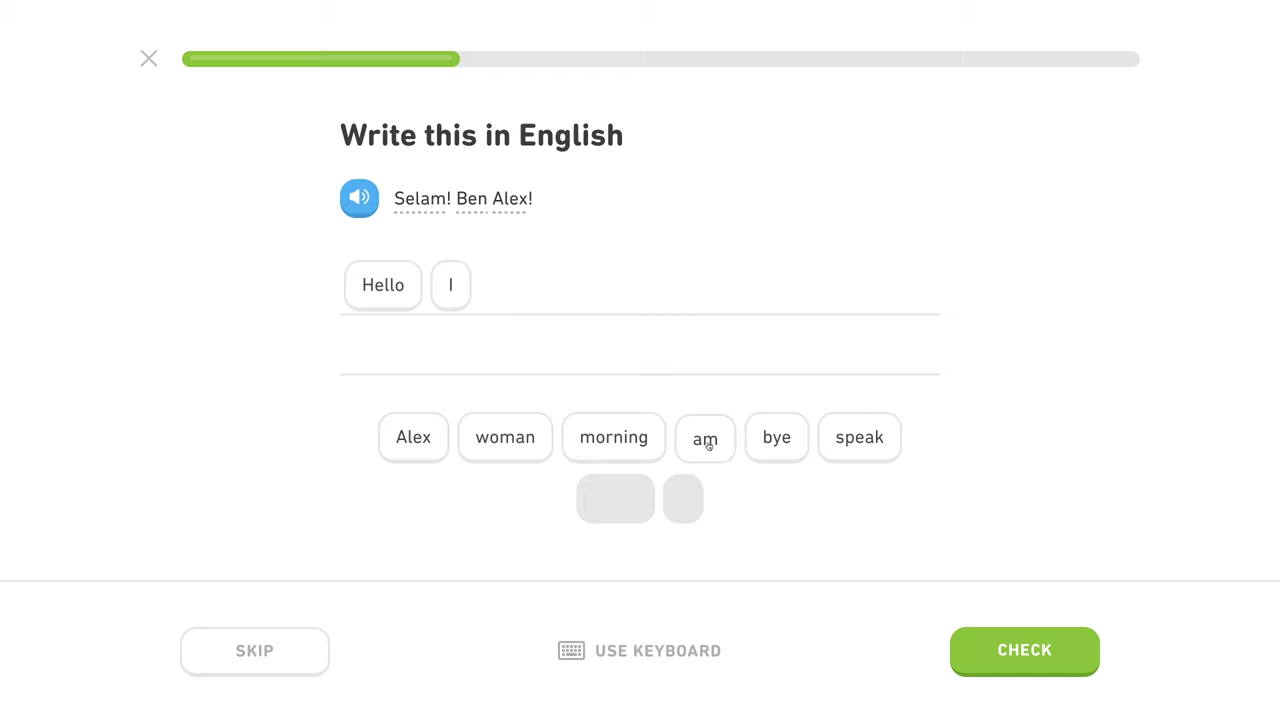 Write this in English
Selam! Ben Alex!
Hello I
Alex woman morning am bye speak
SKIP USE KEYBOARD CHECK